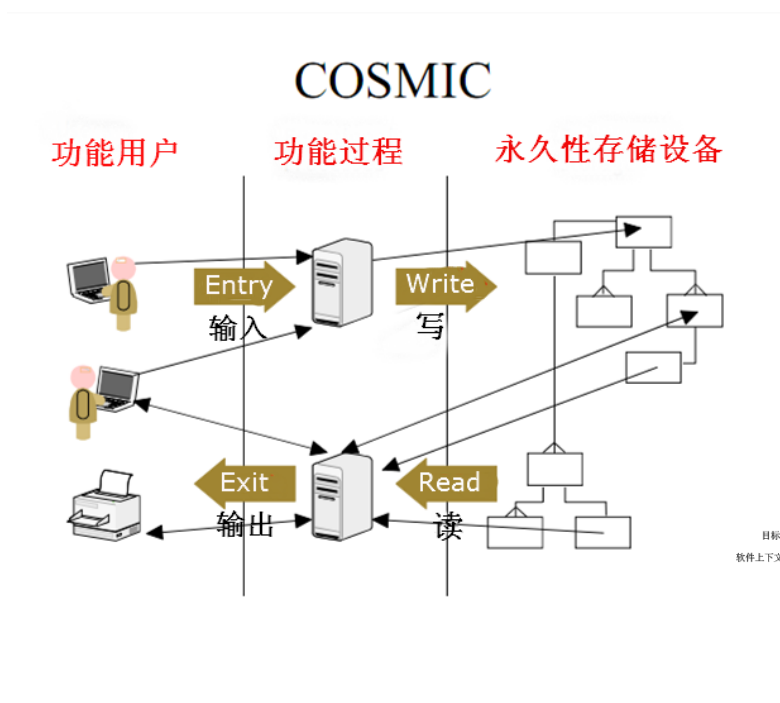 COSMIC
功能用户 功能过程 永久性存储设备
Entry Write
输入 写
Exit Read
输出 读
目标
软件上下文